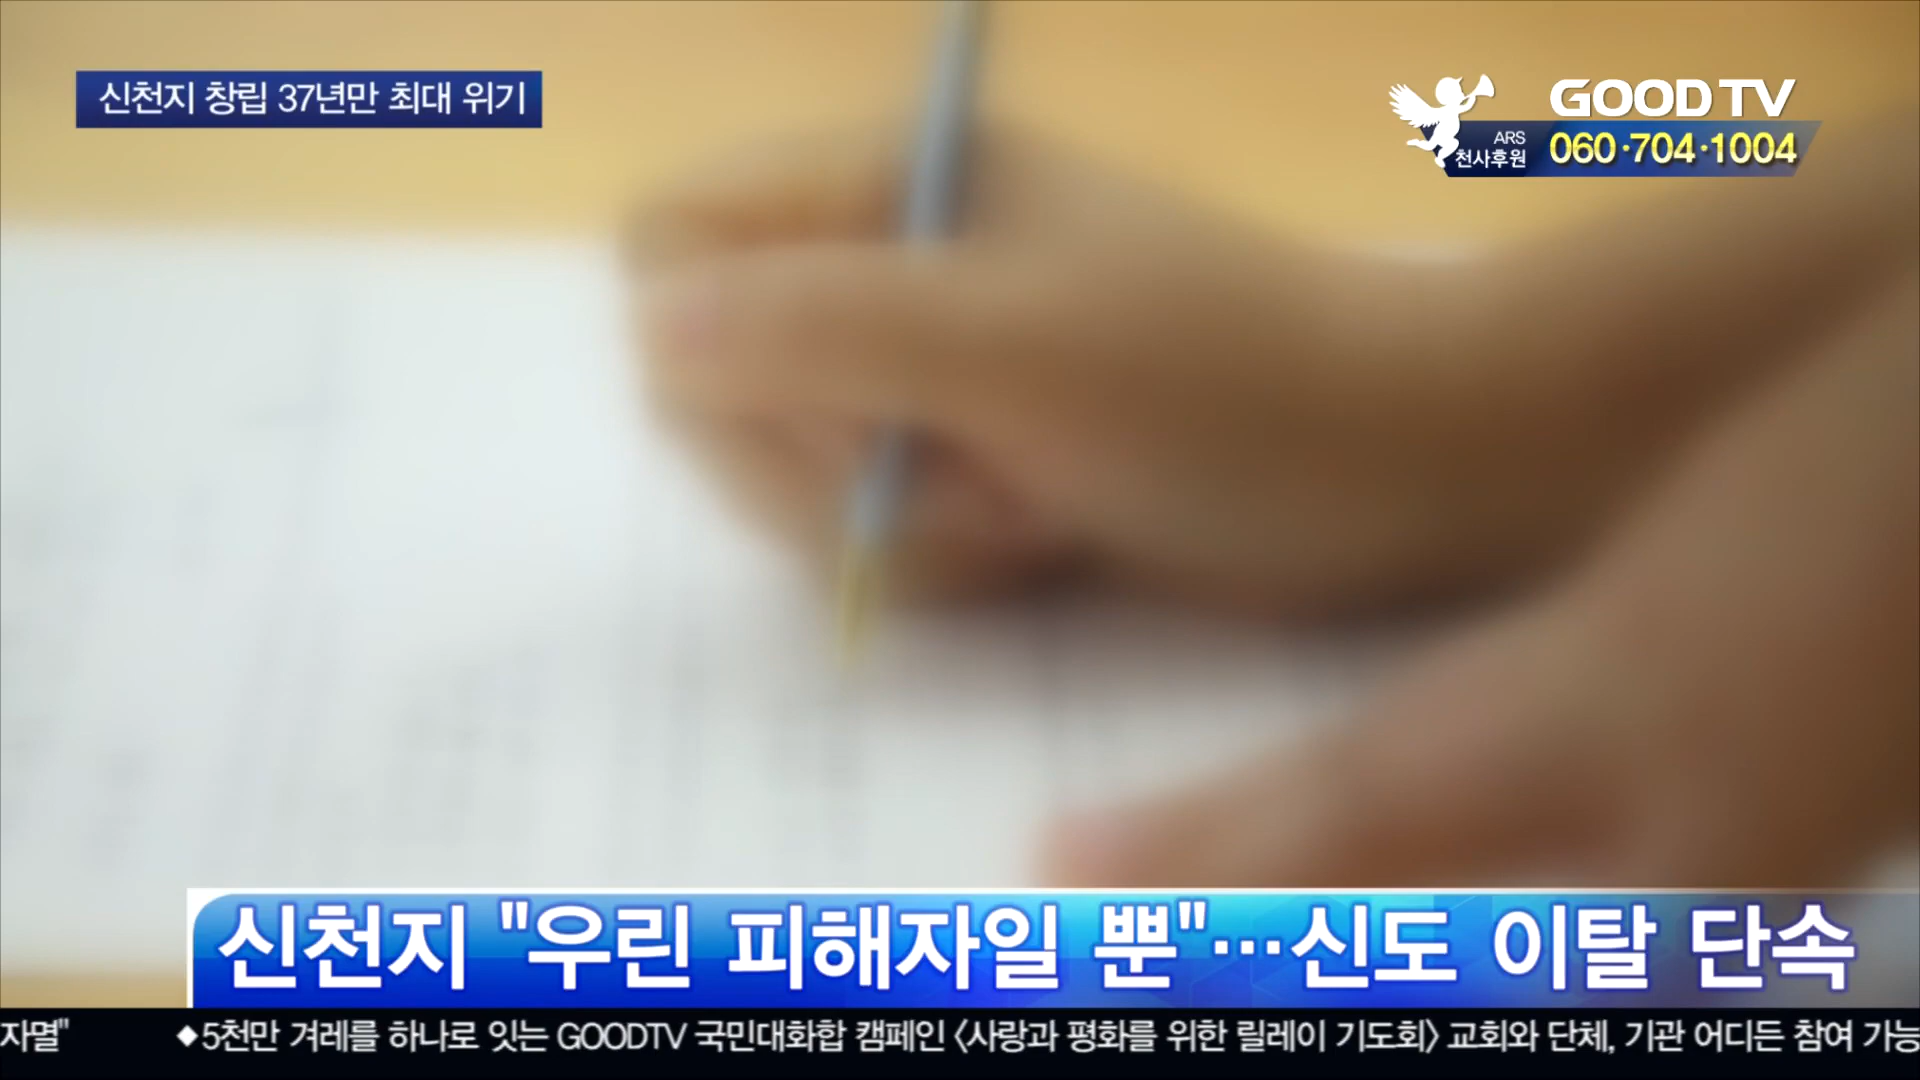 신천지 창립 37년만 최대 위기
GOODTV
ARS
천사후원
060·704·1004
신천지 "우린 피해자일 뿐"…신도 이탈 단속
자멸" ◆5천만 겨레를 하나로 잇는 GOODTV 국민대화합 캠페인 〈사랑과 평화를 위한 릴레이 기도회〉 교회와 단체, 기관 어디든 참여 가능